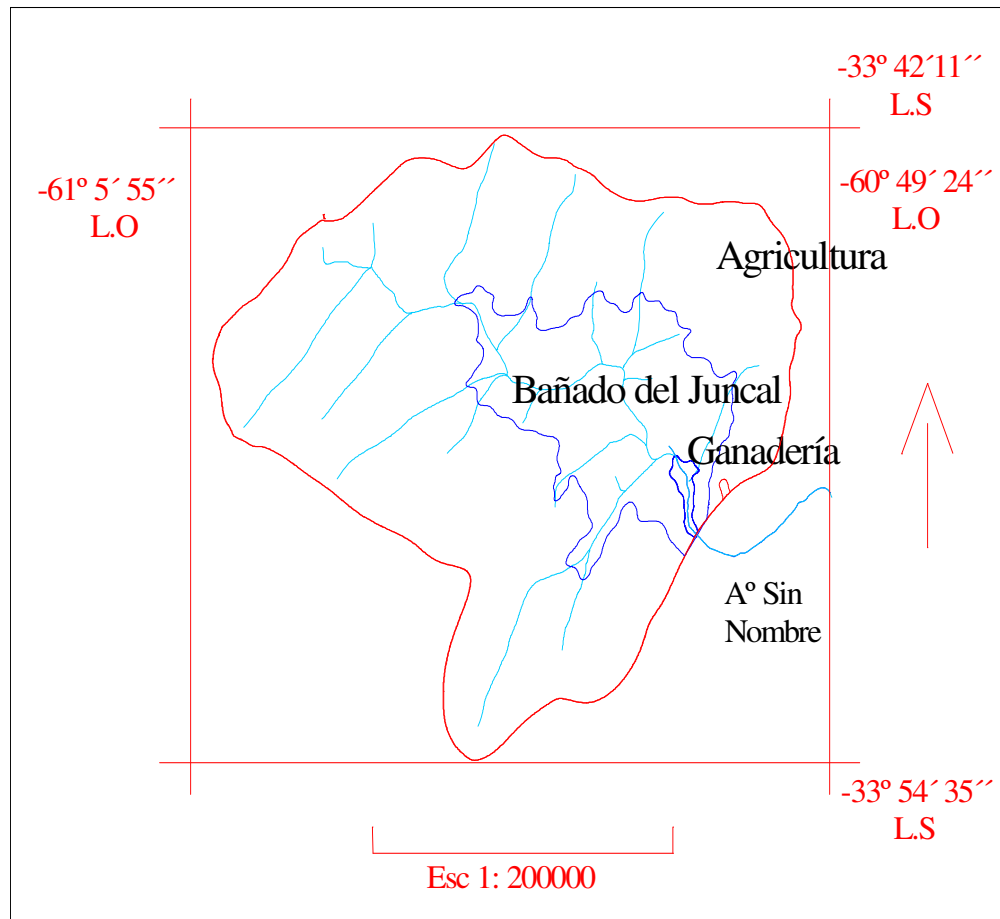 -33º 42´11´´
L.S
-61º 5´ 55´´
L.O
-60º 49´ 24´´
L.O
Agricultura
Bañado del Juncal
Ganadería
Aº Sin
Nombre
-33º 54´35´´
L.S
Esc 1: 200000